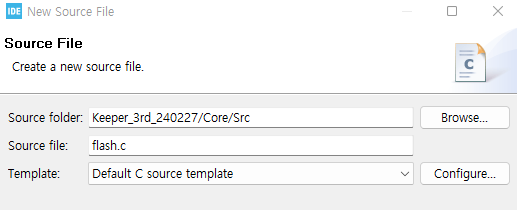 IDE New Source File
Source File
Create a new source file.
C
Source folder: Keeper_3rd_240227/Core/Src Browse...
Source file: flash.c
Template: Default C source template Configure...